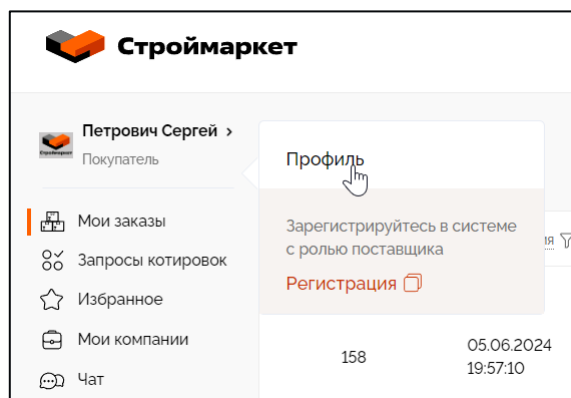 Строймаркет
Петрович Сергей >
Покупатель
Профиль
Мои заказы
Зарегистрируйтесь в системе
с ролью поставщика
Запросы котировок
Регистрация
Избранное
Мои компании
158
05.06.2024
19:57:10
Чат